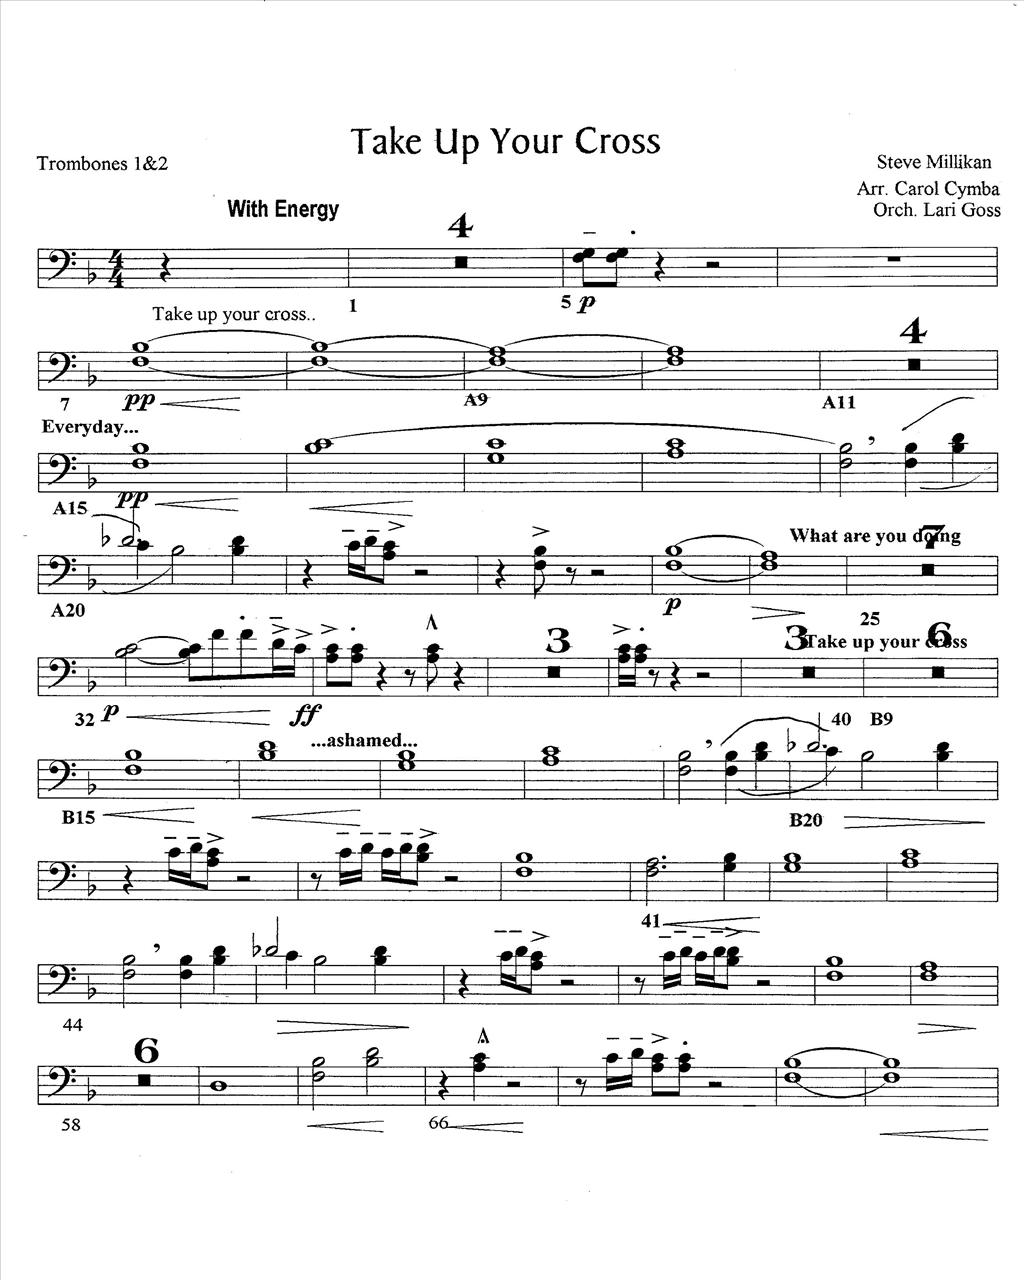 Take Up Your Cross
Trombones 1&2
Steve Millikan
Arr. Carol Cymba
Orch. Lari Goss
With Energy
4
4 4
1
5 p
Take up your cross..
4
7 pp A9 A11
Everyday...
A15 pp
What are you doing
7
A20 p 25
3 3 Take up your cross 6
32 p ff 40 B9
...ashamed...
B15 B20
41
44
6
58 66